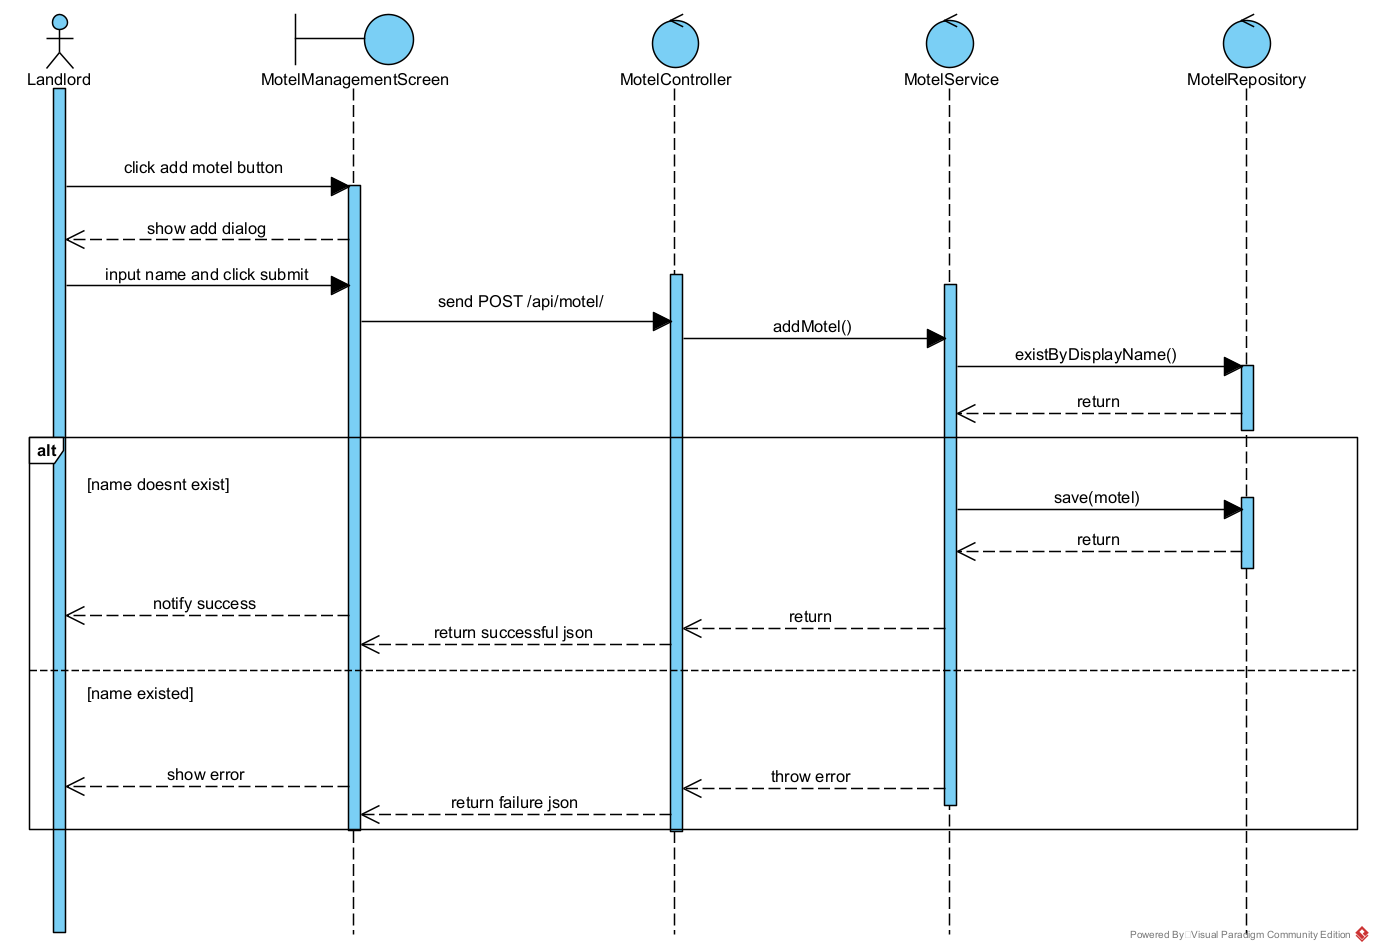 Landlord
MotelManagementScreen
MotelController
MotelService
MotelRepository
click add motel button
show add dialog
input name and click submit
send POST /api/motel/
addMotel()
existByDisplayName()
return
alt
[name doesnt exist]
save(motel)
return
notify success
return
return successful json
[name existed]
show error
throw error
return failure json
Powered By Visual Paradigm Community Edition